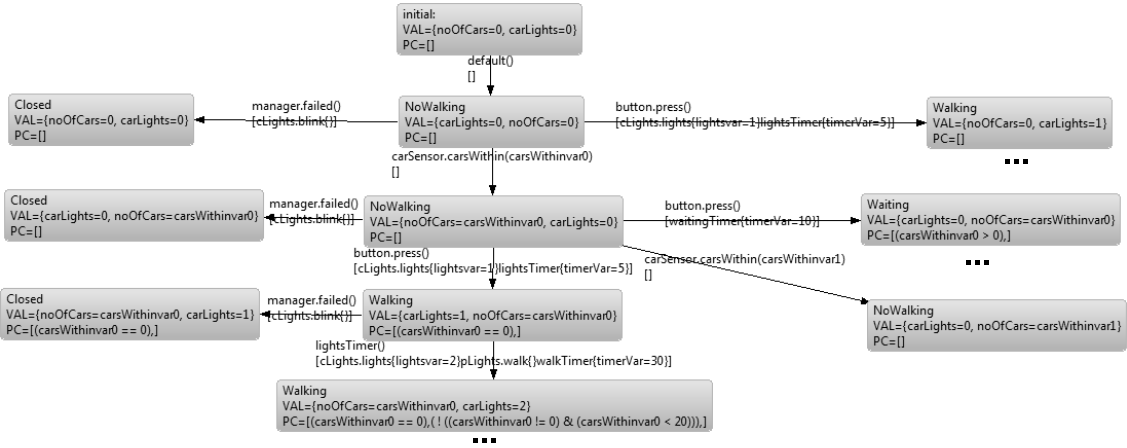 initial:
VAL={noOfCars=0, carLights=0}
PC=[]
default()
[]
Closed
VAL={noOfCars=0, carLights=0}
PC=[]
manager.failed()
[cLights.blink{}]
NoWalking
VAL={carLights=0, noOfCars=0}
PC=[]
button.press()
[cLights.lights{lightsvar=1}lightsTimer{timerVar=5}]
Walking
VAL={noOfCars=0, carLights=1}
PC=[]
carSensor.carsWithin(carsWithinvar0)
[]
Closed
VAL={carLights=0, noOfCars=carsWithinvar0}
PC=[]
manager.failed()
[cLights.blink{}]
NoWalking
VAL={noOfCars=carsWithinvar0, carLights=0}
PC=[]
button.press()
[waitingTimer{timerVar=10}]
Waiting
VAL={carLights=0, noOfCars=carsWithinvar0}
PC=[(carsWithinvar0 > 0),]
button.press()
[cLights.lights{lightsvar=1}lightsTimer{timerVar=5}]
carSensor.carsWithin(carsWithinvar1)
[]
Closed
VAL={noOfCars=carsWithinvar0, carLights=1}
PC=[(carsWithinvar0 == 0),]
manager.failed()
[cLights.blink{}]
Walking
VAL={carLights=1, noOfCars=carsWithinvar0}
PC=[(carsWithinvar0 == 0),]
NoWalking
VAL={carLights=0, noOfCars=carsWithinvar1}
PC=[]
lightsTimer()
[cLights.lights{lightsvar=2}pLights.walk{}walkTimer{timerVar=30}]
Walking
VAL={noOfCars=carsWithinvar0, carLights=2}
PC=[(carsWithinvar0 == 0),( ! ((carsWithinvar0 != 0) & (carsWithinvar0 < 20))),]